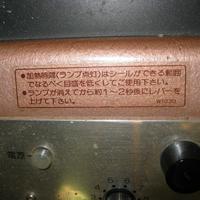 ●加熱時間(ランプ点灯)はシールができる範囲
でなるべく目盛を低くしてご使用下さい。
●ランプが消えてから約1～2秒後にレバーを
上げて下さい。
W1030
電源